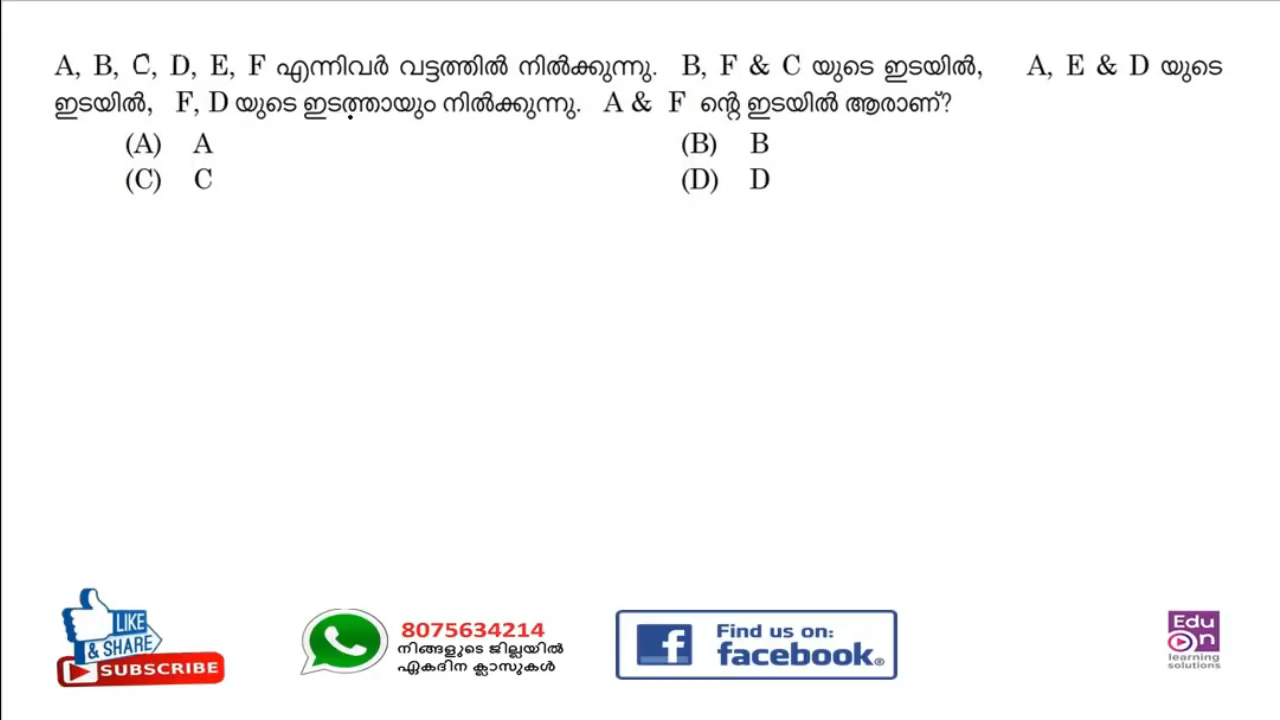 A, B, C, D, E, F എന്നിവർ വട്ടത്തിൽ നിൽക്കുന്നു. B, F & C യുടെ ഇടയിൽ, A, E & D യുടെ
ഇടയിൽ, F, D യുടെ ഇടത്തായും നിൽക്കുന്നു. A & F ന്റെ ഇടയിൽ ആരാണ്?
(A) A (B) B
(C) C (D) D
LIKE
& SHARE
SUBSCRIBE
8075634214
നിങ്ങളുടെ ജില്ലയിൽ
ഏകദിന ക്ലാസുകൾ
f
Find us on:
facebook®
Edu
On
learning
solutions